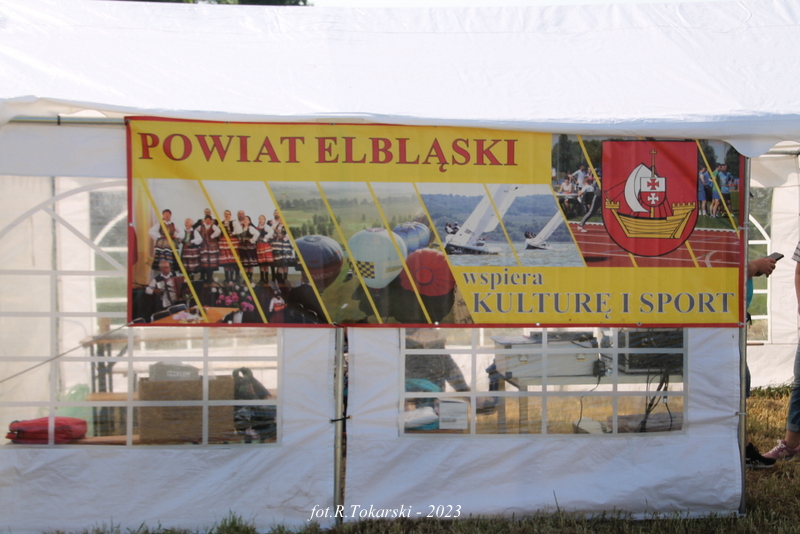 POWIAT ELBLĄSKI
wspiera
KULTURĘ I SPORT
fot.R.Tokarski - 2023